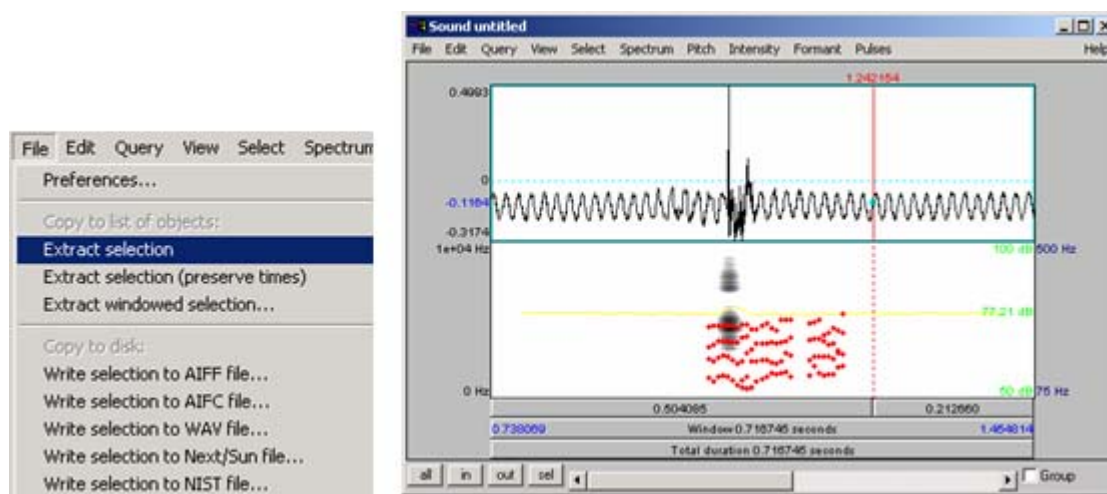 File Edit Query View Select Spectrum
Preferences...
Copy to list of objects:
Extract selection
Extract selection (preserve times)
Extract windowed selection...
Copy to disk:
Write selection to AIFF file...
Write selection to AIFC file...
Write selection to WAV file...
Write selection to Next/Sun file...
Write selection to NIST file...
Sound untitled
File Edit Query View Select Spectrum Pitch Intensity Formant Pulses Help
1.242154
0.4993
0
-0.1164
-0.3174
1e+04 Hz 100 dB 500 Hz
77.21 dB
0 Hz 50 dB 75 Hz
0.504085 0.212660
0.738069 Window 0.716746 seconds 1.454814
Total duration 0.716746 seconds
all in out sel Group